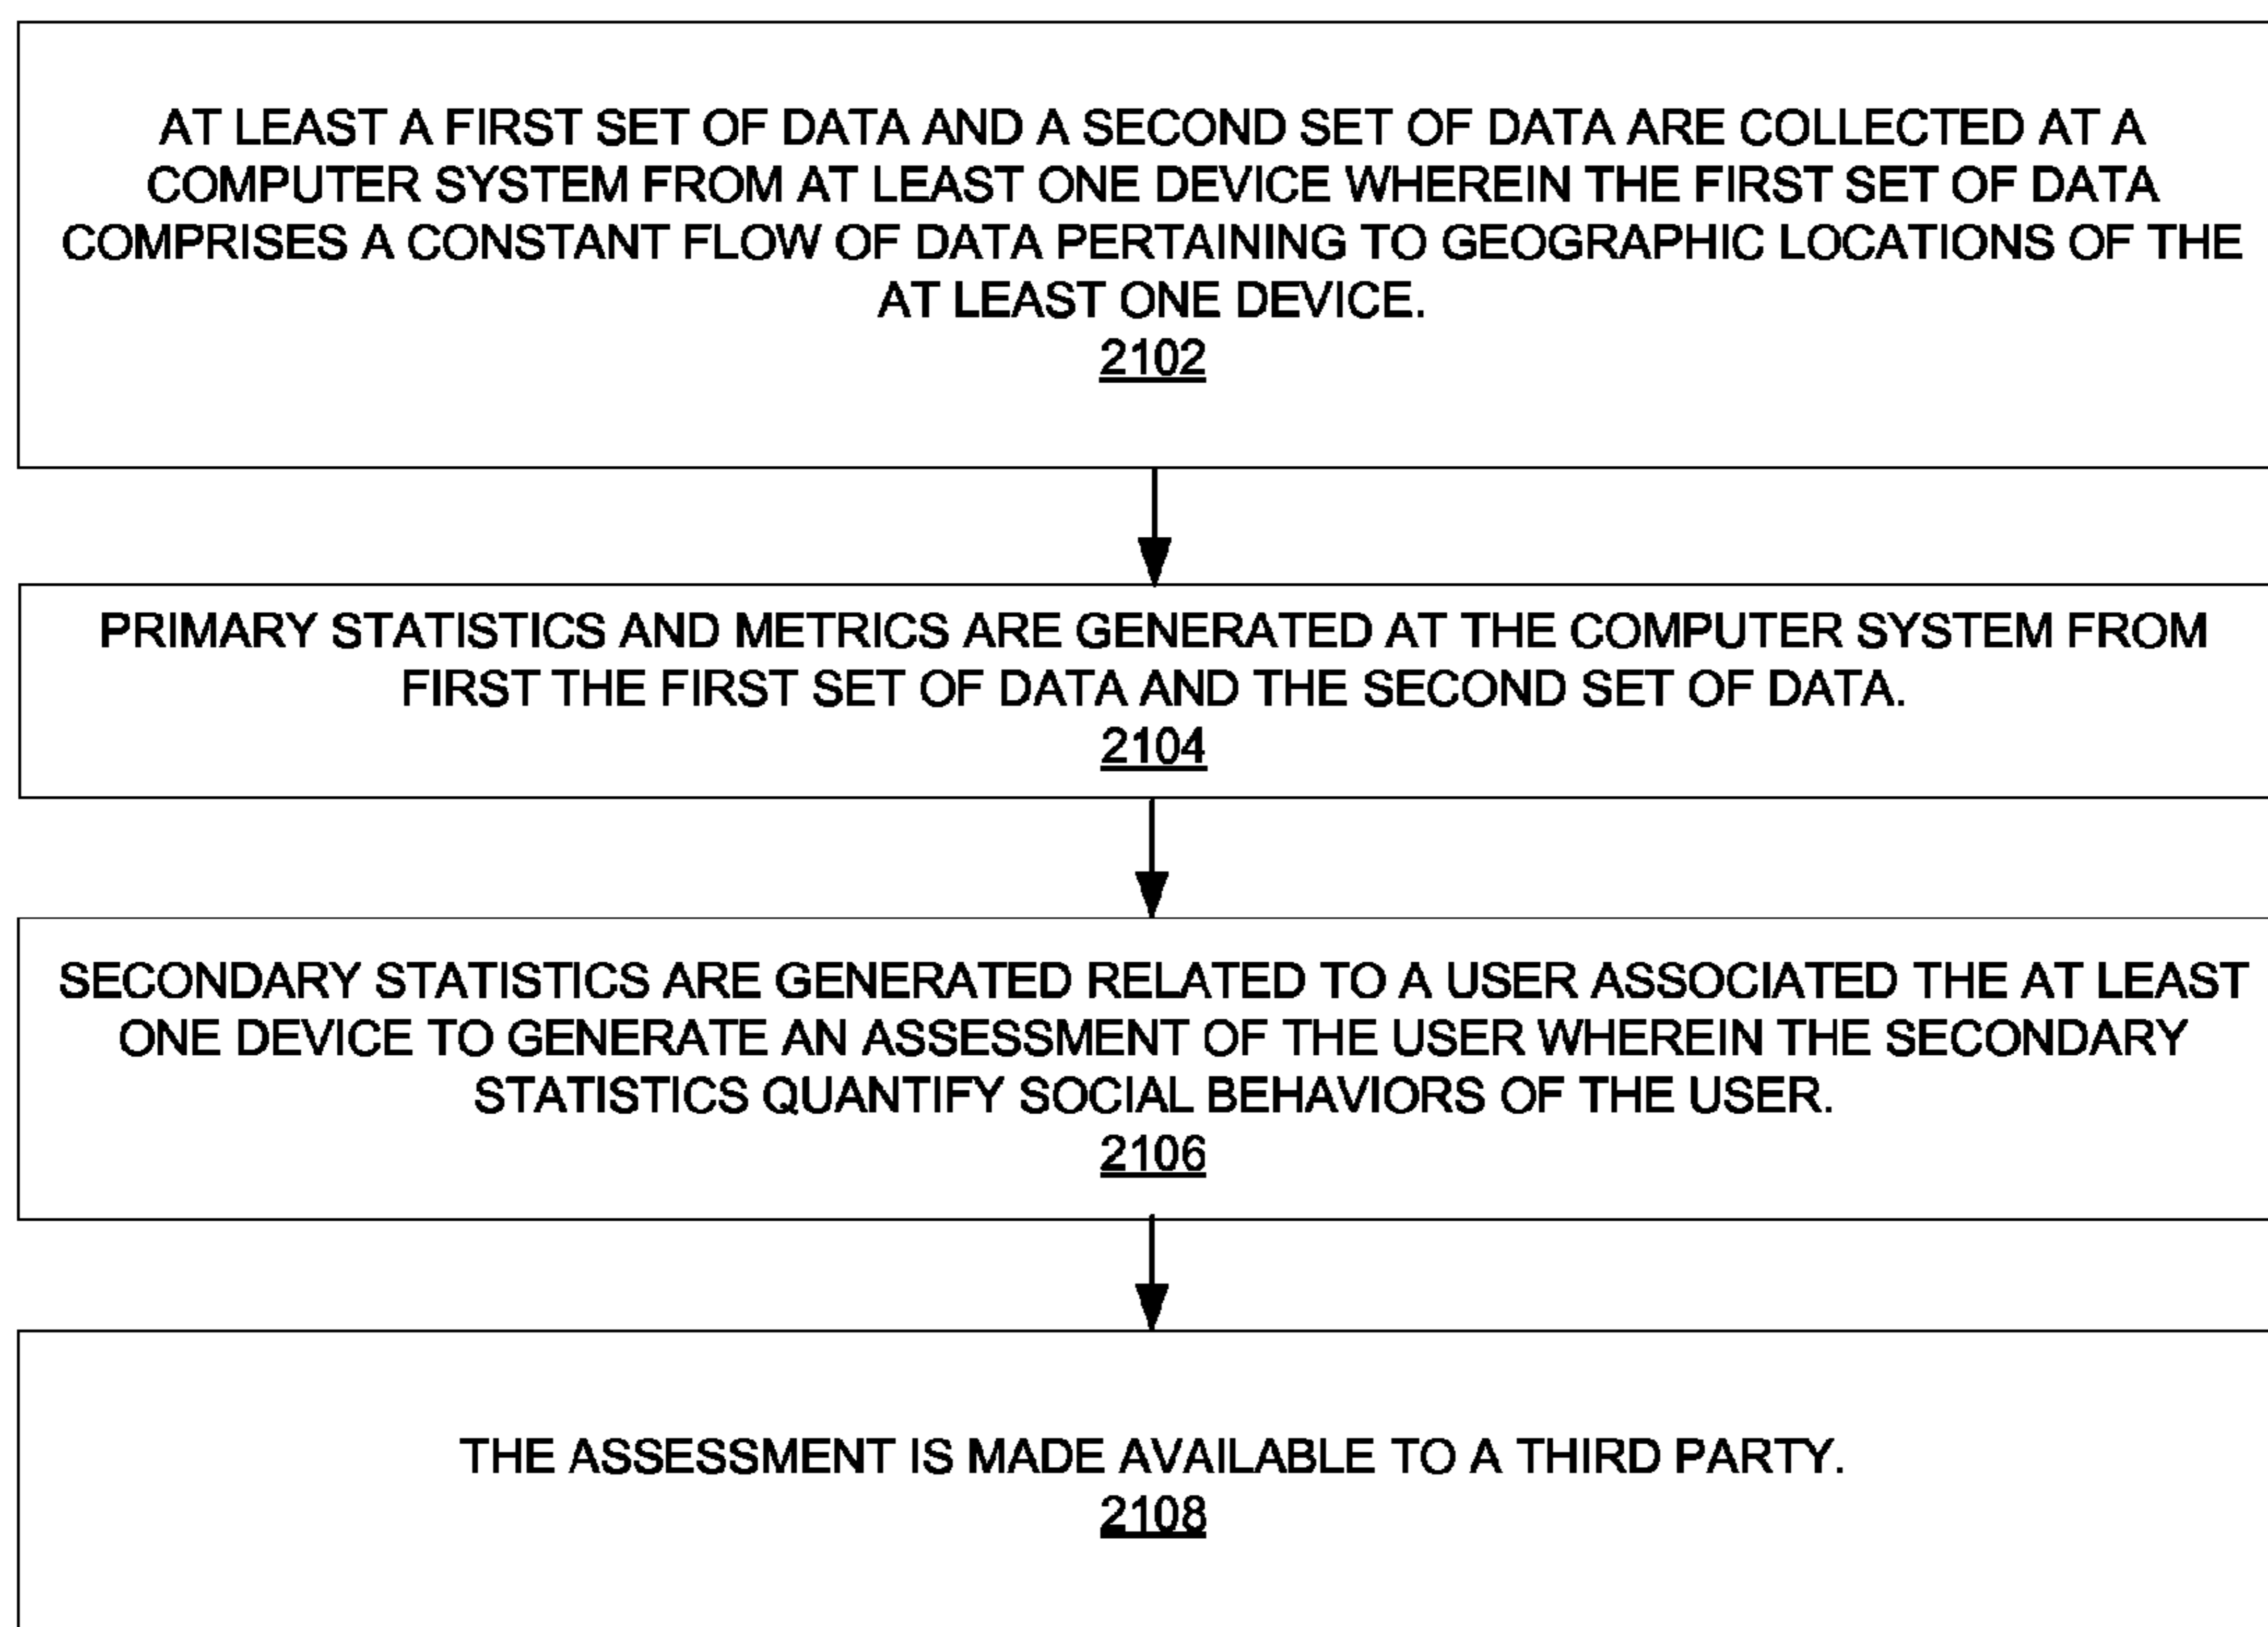 AT LEAST A FIRST SET OF DATA AND A SECOND SET OF DATA ARE COLLECTED AT A
COMPUTER SYSTEM FROM AT LEAST ONE DEVICE WHEREIN THE FIRST SET OF DATA
COMPRISES A CONSTANT FLOW OF DATA PERTAINING TO GEOGRAPHIC LOCATIONS OF THE
AT LEAST ONE DEVICE.
2102
PRIMARY STATISTICS AND METRICS ARE GENERATED AT THE COMPUTER SYSTEM FROM
FIRST THE FIRST SET OF DATA AND THE SECOND SET OF DATA.
2104
SECONDARY STATISTICS ARE GENERATED RELATED TO A USER ASSOCIATED THE AT LEAST
ONE DEVICE TO GENERATE AN ASSESSMENT OF THE USER WHEREIN THE SECONDARY
STATISTICS QUANTIFY SOCIAL BEHAVIORS OF THE USER.
2106
THE ASSESSMENT IS MADE AVAILABLE TO A THIRD PARTY.
2108